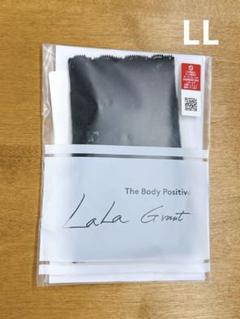 LL
The Body Positive
LaLa Grant